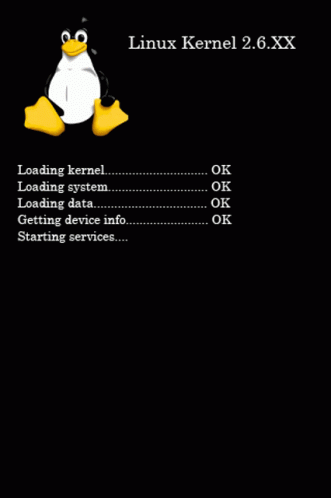 Linux Kernel 2.6.XX
Loading kernel.............................. OK
Loading system............................. OK
Loading data................................. OK
Getting device info........................ OK
Starting services....